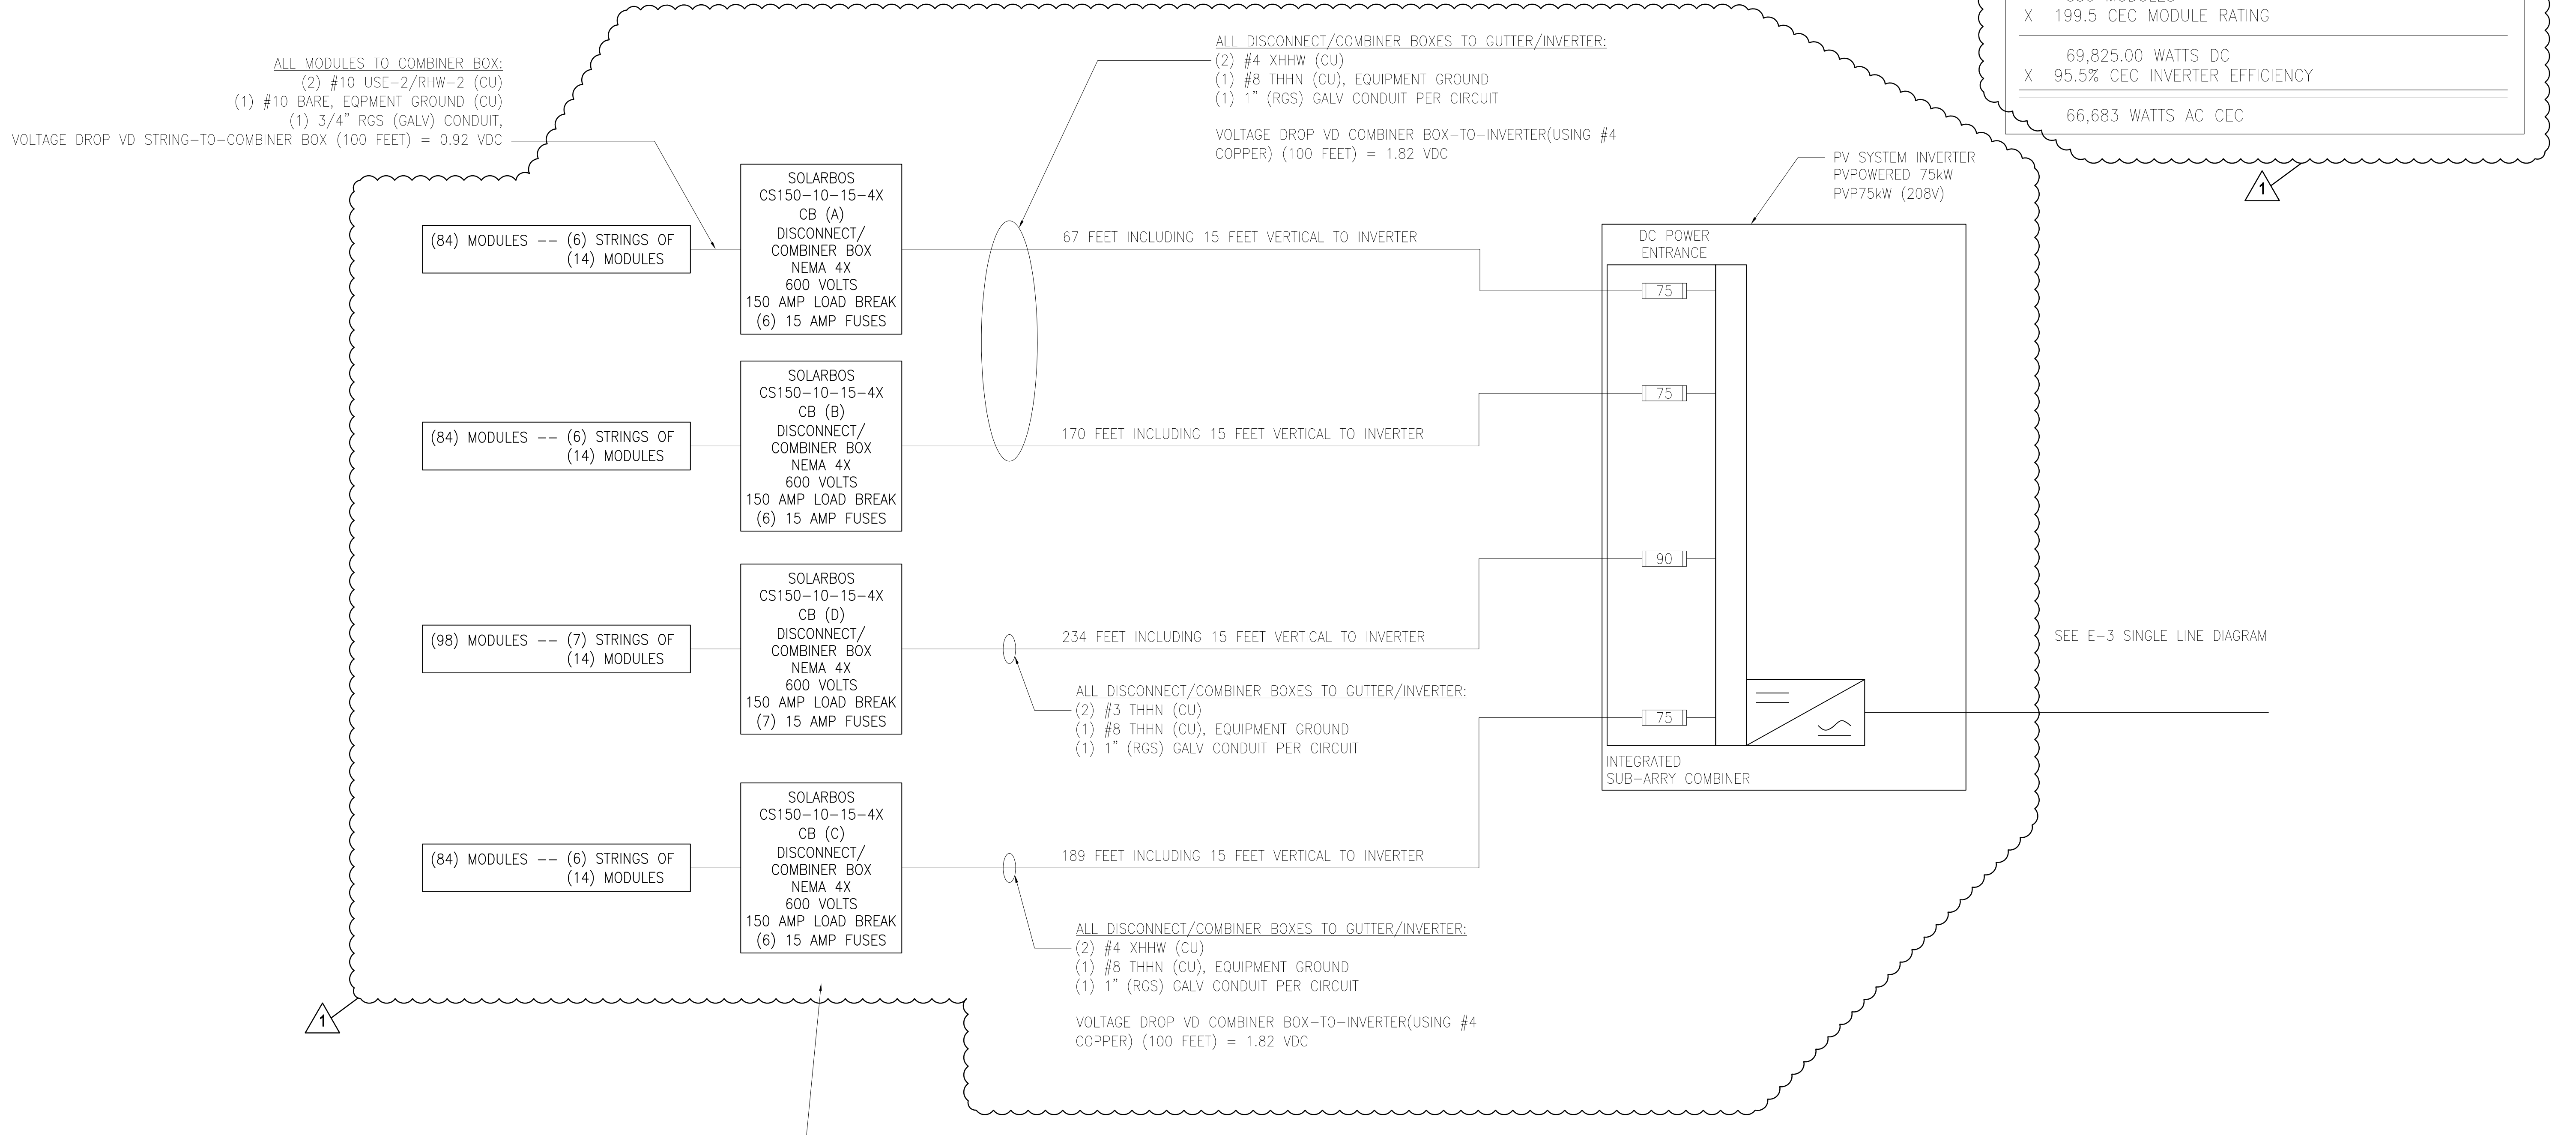 ALL MODULES TO COMBINER BOX:
(2) #10 USE-2/RHW-2 (CU)
(1) #10 BARE, EQPMENT GROUND (CU)
(1) 3/4" RGS (GALV) CONDUIT,
VOLTAGE DROP VD STRING-TO-COMBINER BOX (100 FEET) = 0.92 VDC
ALL DISCONNECT/COMBINER BOXES TO GUTTER/INVERTER:
(2) #4 XHHW (CU)
(1) #8 THHN (CU), EQUIPMENT GROUND
(1) 1" (RGS) GALV CONDUIT PER CIRCUIT
VOLTAGE DROP VD COMBINER BOX-TO-INVERTER(USING #4
COPPER) (100 FEET) = 1.82 VDC
X 199.5 CEC MODULE RATING
69,825.00 WATTS DC
X 95.5% CEC INVERTER EFFICIENCY
66,683 WATTS AC CEC
1
PV SYSTEM INVERTER
PVPOWERED 75kW
PVP75kW (208V)
(84) MODULES -- (6) STRINGS OF
(14) MODULES
SOLARBOS
CS150-10-15-4X
CB (A)
DISCONNECT/
COMBINER BOX
NEMA 4X
600 VOLTS
150 AMP LOAD BREAK
(6) 15 AMP FUSES
67 FEET INCLUDING 15 FEET VERTICAL TO INVERTER
DC POWER
ENTRANCE
75
(84) MODULES -- (6) STRINGS OF
(14) MODULES
SOLARBOS
CS150-10-15-4X
CB (B)
DISCONNECT/
COMBINER BOX
NEMA 4X
600 VOLTS
150 AMP LOAD BREAK
(6) 15 AMP FUSES
170 FEET INCLUDING 15 FEET VERTICAL TO INVERTER
75
(98) MODULES -- (7) STRINGS OF
(14) MODULES
SOLARBOS
CS150-10-15-4X
CB (D)
DISCONNECT/
COMBINER BOX
NEMA 4X
600 VOLTS
150 AMP LOAD BREAK
(7) 15 AMP FUSES
234 FEET INCLUDING 15 FEET VERTICAL TO INVERTER
90
ALL DISCONNECT/COMBINER BOXES TO GUTTER/INVERTER:
(2) #3 THHN (CU)
(1) #8 THHN (CU), EQUIPMENT GROUND
(1) 1" (RGS) GALV CONDUIT PER CIRCUIT
SEE E-3 SINGLE LINE DIAGRAM
75
INTEGRATED
SUB-ARRY COMBINER
(84) MODULES -- (6) STRINGS OF
(14) MODULES
SOLARBOS
CS150-10-15-4X
CB (C)
DISCONNECT/
COMBINER BOX
NEMA 4X
600 VOLTS
150 AMP LOAD BREAK
(6) 15 AMP FUSES
189 FEET INCLUDING 15 FEET VERTICAL TO INVERTER
ALL DISCONNECT/COMBINER BOXES TO GUTTER/INVERTER:
(2) #4 XHHW (CU)
(1) #8 THHN (CU), EQUIPMENT GROUND
(1) 1" (RGS) GALV CONDUIT PER CIRCUIT
VOLTAGE DROP VD COMBINER BOX-TO-INVERTER(USING #4
COPPER) (100 FEET) = 1.82 VDC
1